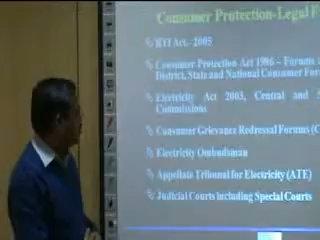 Consumer Protection-Legal F
RTI Act - 2005
Consumer Protection Act 1986 – Forums a
District, State and National Consumer For
Electricity Act 2003, Central and S
Commissions
Consumer Grievance Redressal Forums (C
Electricity Ombudsman
Appellate Tribunal for Electricity (ATE)
Judicial Courts including Special Courts